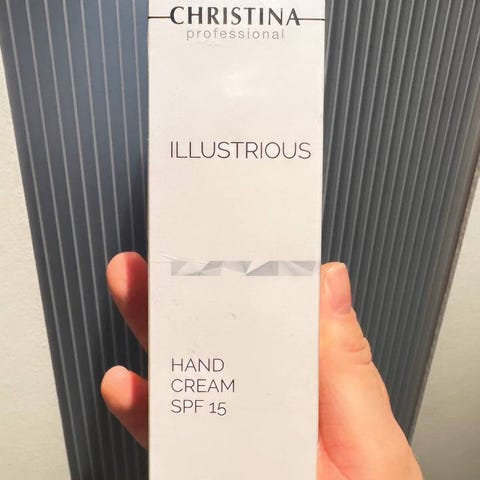 CHRISTINA
professional
ILLUSTRIOUS
HAND
CREAM
SPF 15